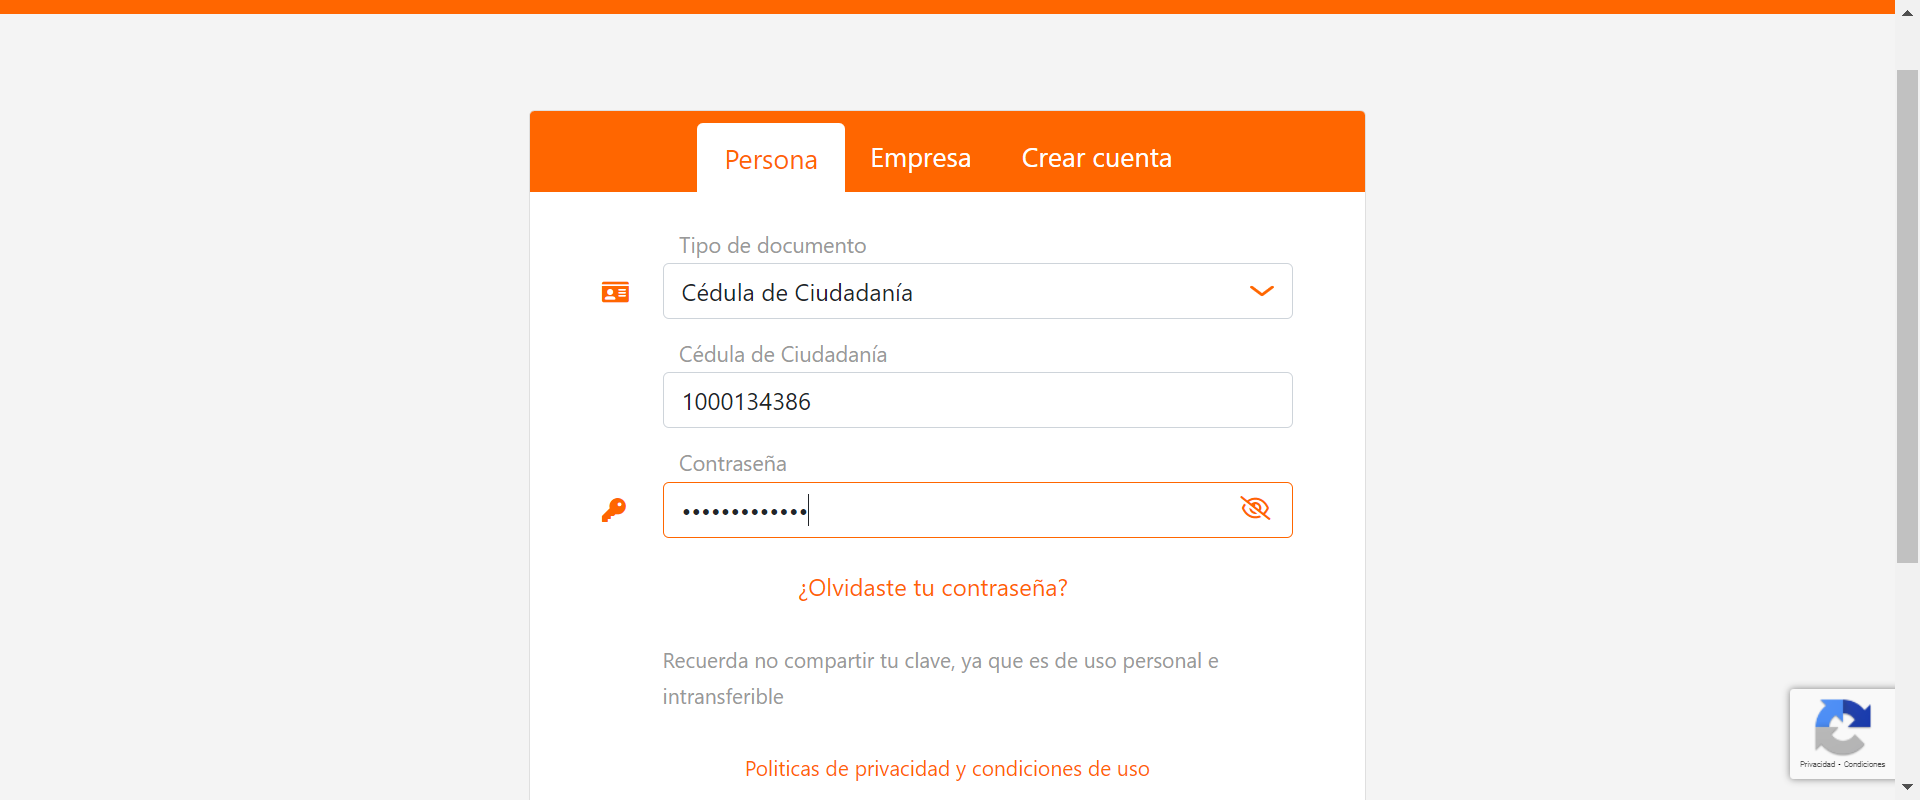 Persona Empresa Crear cuenta
Tipo de documento
Cédula de Ciudadanía
Cédula de Ciudadanía
1000134386
Contraseña
•••••••••••••
¿Olvidaste tu contraseña?
Recuerda no compartir tu clave, ya que es de uso personal e
intransferible
Politicas de privacidad y condiciones de uso
Privacidad - Condiciones